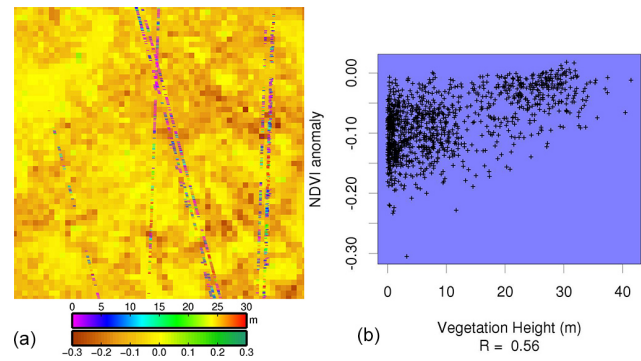 0 5 10 15 20 25 30
m
−0.3 −0.2 −0.1 0.0 0.1 0.2 0.3
(a)
NDVI anomaly
0.00
-0.10
-0.20
-0.30
0 10 20 30 40
Vegetation Height (m)
R = 0.56
(b)